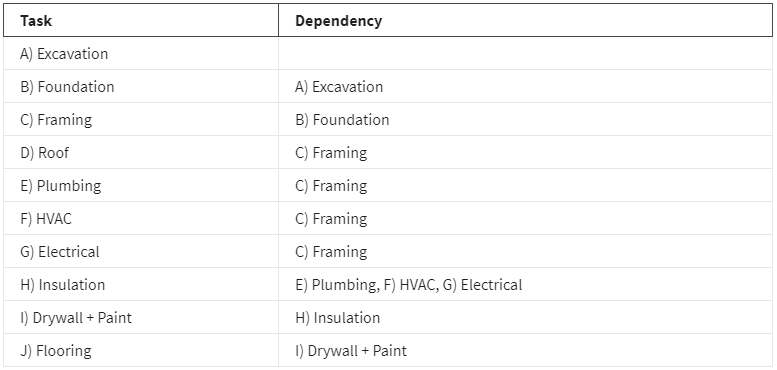 Task Dependency
A) Excavation
B) Foundation A) Excavation
C) Framing B) Foundation
D) Roof C) Framing
E) Plumbing C) Framing
F) HVAC C) Framing
G) Electrical C) Framing
H) Insulation E) Plumbing, F) HVAC, G) Electrical
I) Drywall + Paint H) Insulation
J) Flooring I) Drywall + Paint